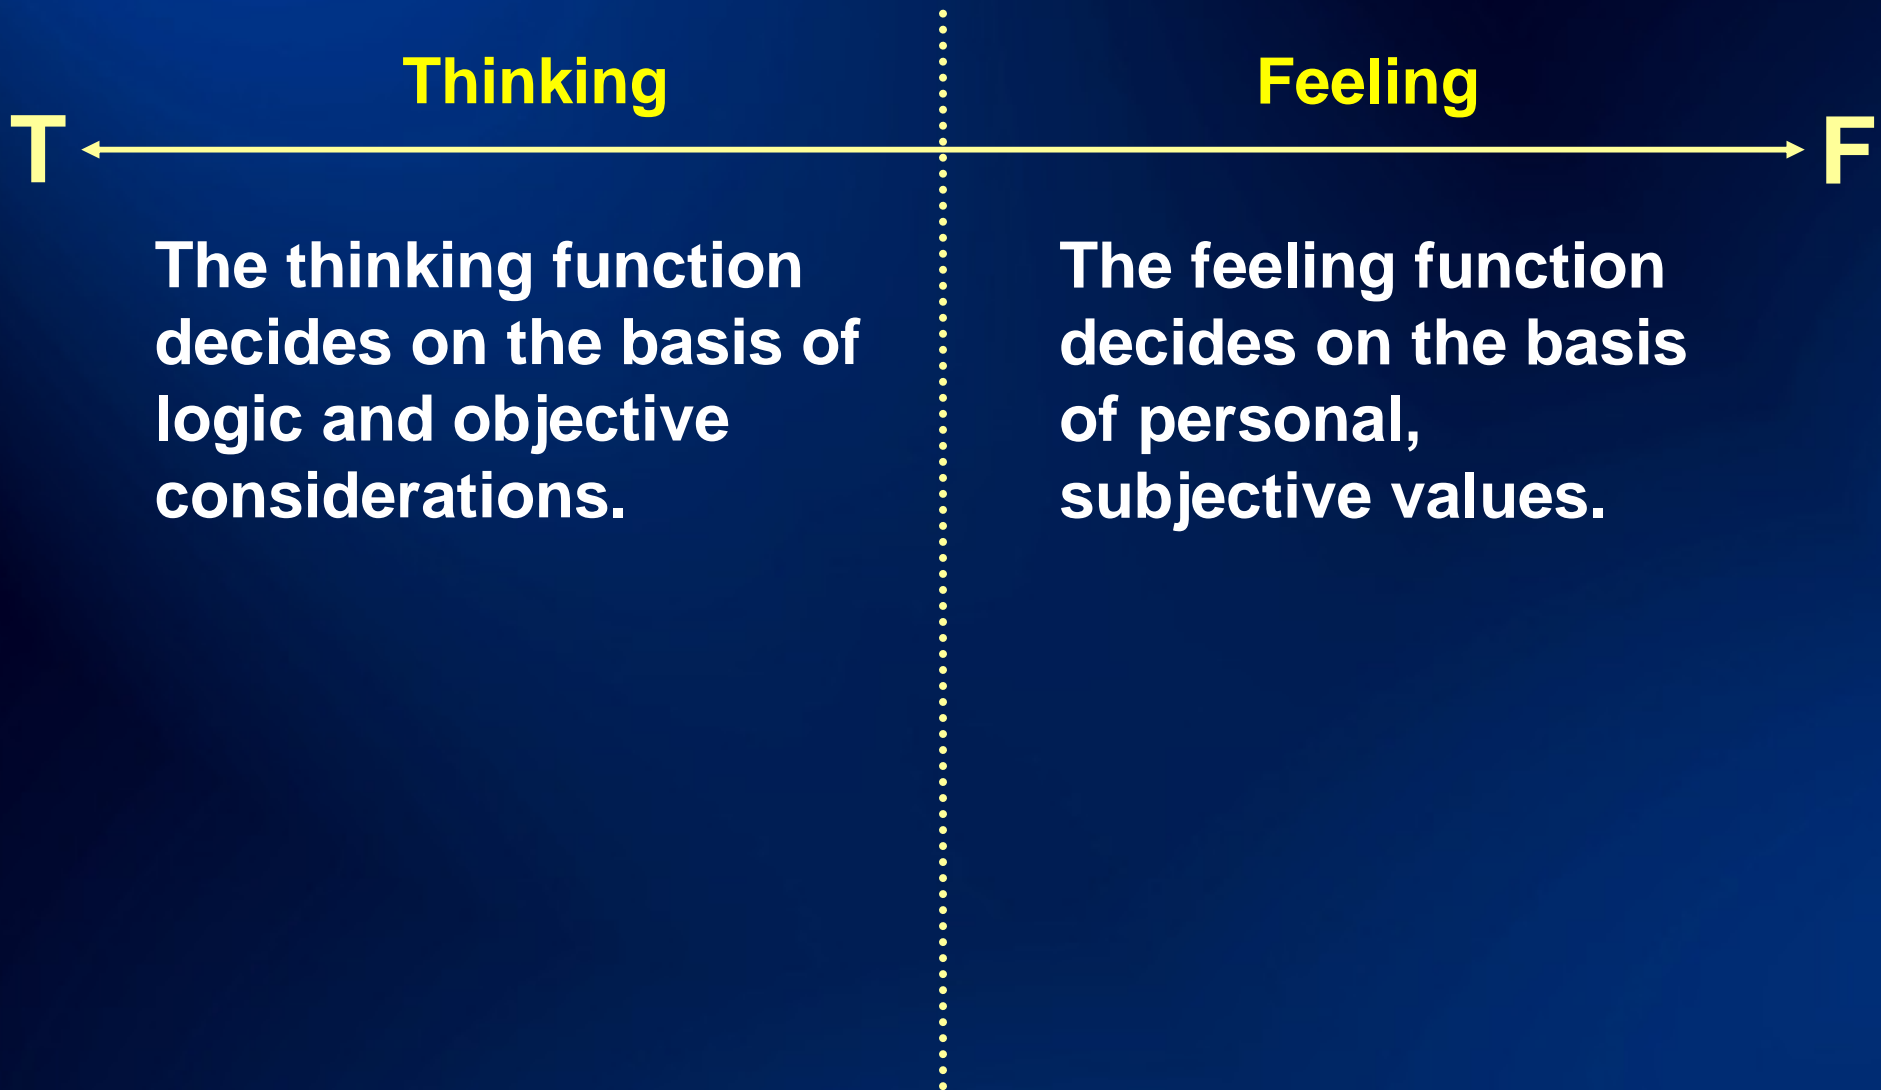 Thinking
Feeling
T
F
The thinking function
decides on the basis of
logic and objective
considerations.
The feeling function
decides on the basis
of personal,
subjective values.